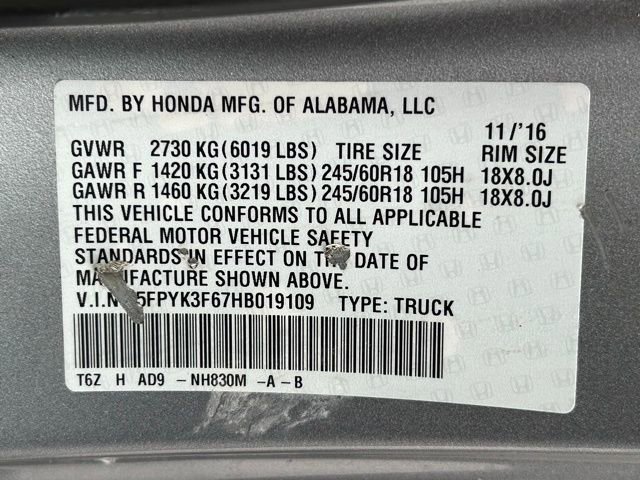 MFD. BY HONDA MFG. OF ALABAMA, LLC
11/'16
GVWR 2730 KG(6019 LBS) TIRE SIZE RIM SIZE
GAWR F 1420 KG(3131 LBS) 245/60R18 105H 18X8.0J
GAWR R 1460 KG(3219 LBS) 245/60R18 105H 18X8.0J
THIS VEHICLE CONFORMS TO ALL APPLICABLE
FEDERAL MOTOR VEHICLE SAFETY
STANDARDS IN EFFECT ON THE DATE OF
MANUFACTURE SHOWN ABOVE.
V.I.N. 5FPYK3F67HB019109 TYPE: TRUCK
T6Z H AD9 -NH830M -A-B